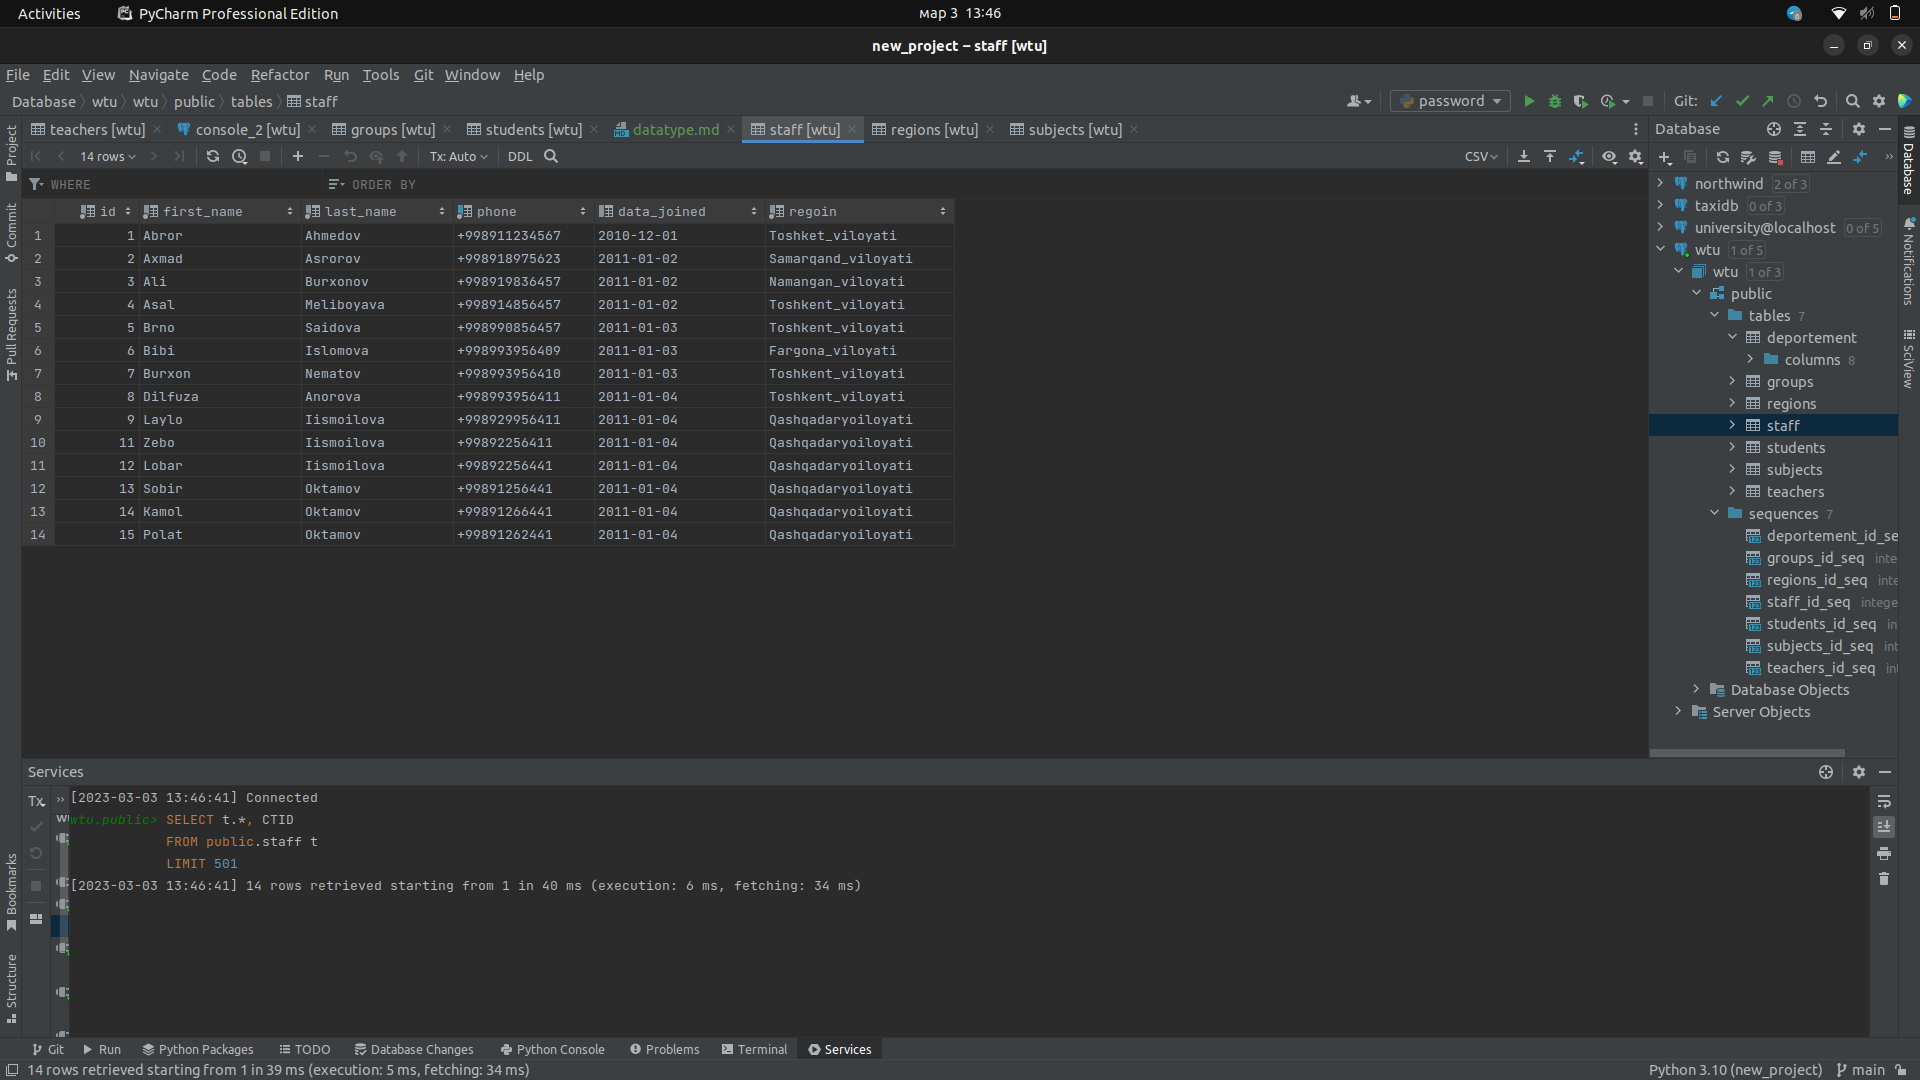 Activities PyCharm Professional Edition мар 3 13:46
new_project – staff [wtu]
File Edit View Navigate Code Refactor Run Tools Git Window Help
Database wtu wtu public tables staff password Git:
teachers [wtu] console_2 [wtu] groups [wtu] students [wtu] datatype.md staff [wtu] regions [wtu] subjects [wtu] Database
14 rows Tx: Auto DDL CSV
WHERE ORDER BY
id first_name last_name phone data_joined regoin
1 1 Abror Ahmedov +998911234567 2010-12-01 Toshket_viloyati
2 2 Axmad Asrorov +998918975623 2011-01-02 Samarqand_viloyati
3 3 Ali Burxonov +998919836457 2011-01-02 Namangan_viloyati
4 4 Asal Meliboyava +998914856457 2011-01-02 Toshkent_viloyati
5 5 Brno Saidova +998990856457 2011-01-03 Toshkent_viloyati
6 6 Bibi Islomova +998993956409 2011-01-03 Fargona_viloyati
7 7 Burxon Nematov +998993956410 2011-01-03 Toshkent_viloyati
8 8 Dilfuza Anorova +998993956411 2011-01-04 Toshkent_viloyati
9 9 Laylo Iismoilova +998929956411 2011-01-04 Qashqadaryoiloyati
10 11 Zebo Iismoilova +99892256411 2011-01-04 Qashqadaryoiloyati
11 12 Lobar Iismoilova +99892256441 2011-01-04 Qashqadaryoiloyati
12 13 Sobir Oktamov +99891256441 2011-01-04 Qashqadaryoiloyati
13 14 Kamol Oktamov +99891266441 2011-01-04 Qashqadaryoiloyati
14 15 Polat Oktamov +99891262441 2011-01-04 Qashqadaryoiloyati
northwind 2 of 3
taxidb 0 of 3
university@localhost 0 of 5
wtu 1 of 5
wtu 1 of 3
public
tables 7
deportement
columns 8
groups
regions
staff
students
subjects
teachers
sequences 7
deportement_id_se
groups_id_seq inte
regions_id_seq inte
staff_id_seq intege
students_id_seq in
subjects_id_seq int
teachers_id_seq int
Database Objects
Server Objects
Project
Commit
Pull Requests
Bookmarks
Structure
Database
Notifications
SciView
Services
Tx
[2023-03-03 13:46:41] Connected
wtu.public> SELECT t.*, CTID
FROM public.staff t
LIMIT 501
[2023-03-03 13:46:41] 14 rows retrieved starting from 1 in 40 ms (execution: 6 ms, fetching: 34 ms)
Git Run Python Packages TODO Database Changes Python Console Problems Terminal Services
14 rows retrieved starting from 1 in 39 ms (execution: 5 ms, fetching: 34 ms) Python 3.10 (new_project) main